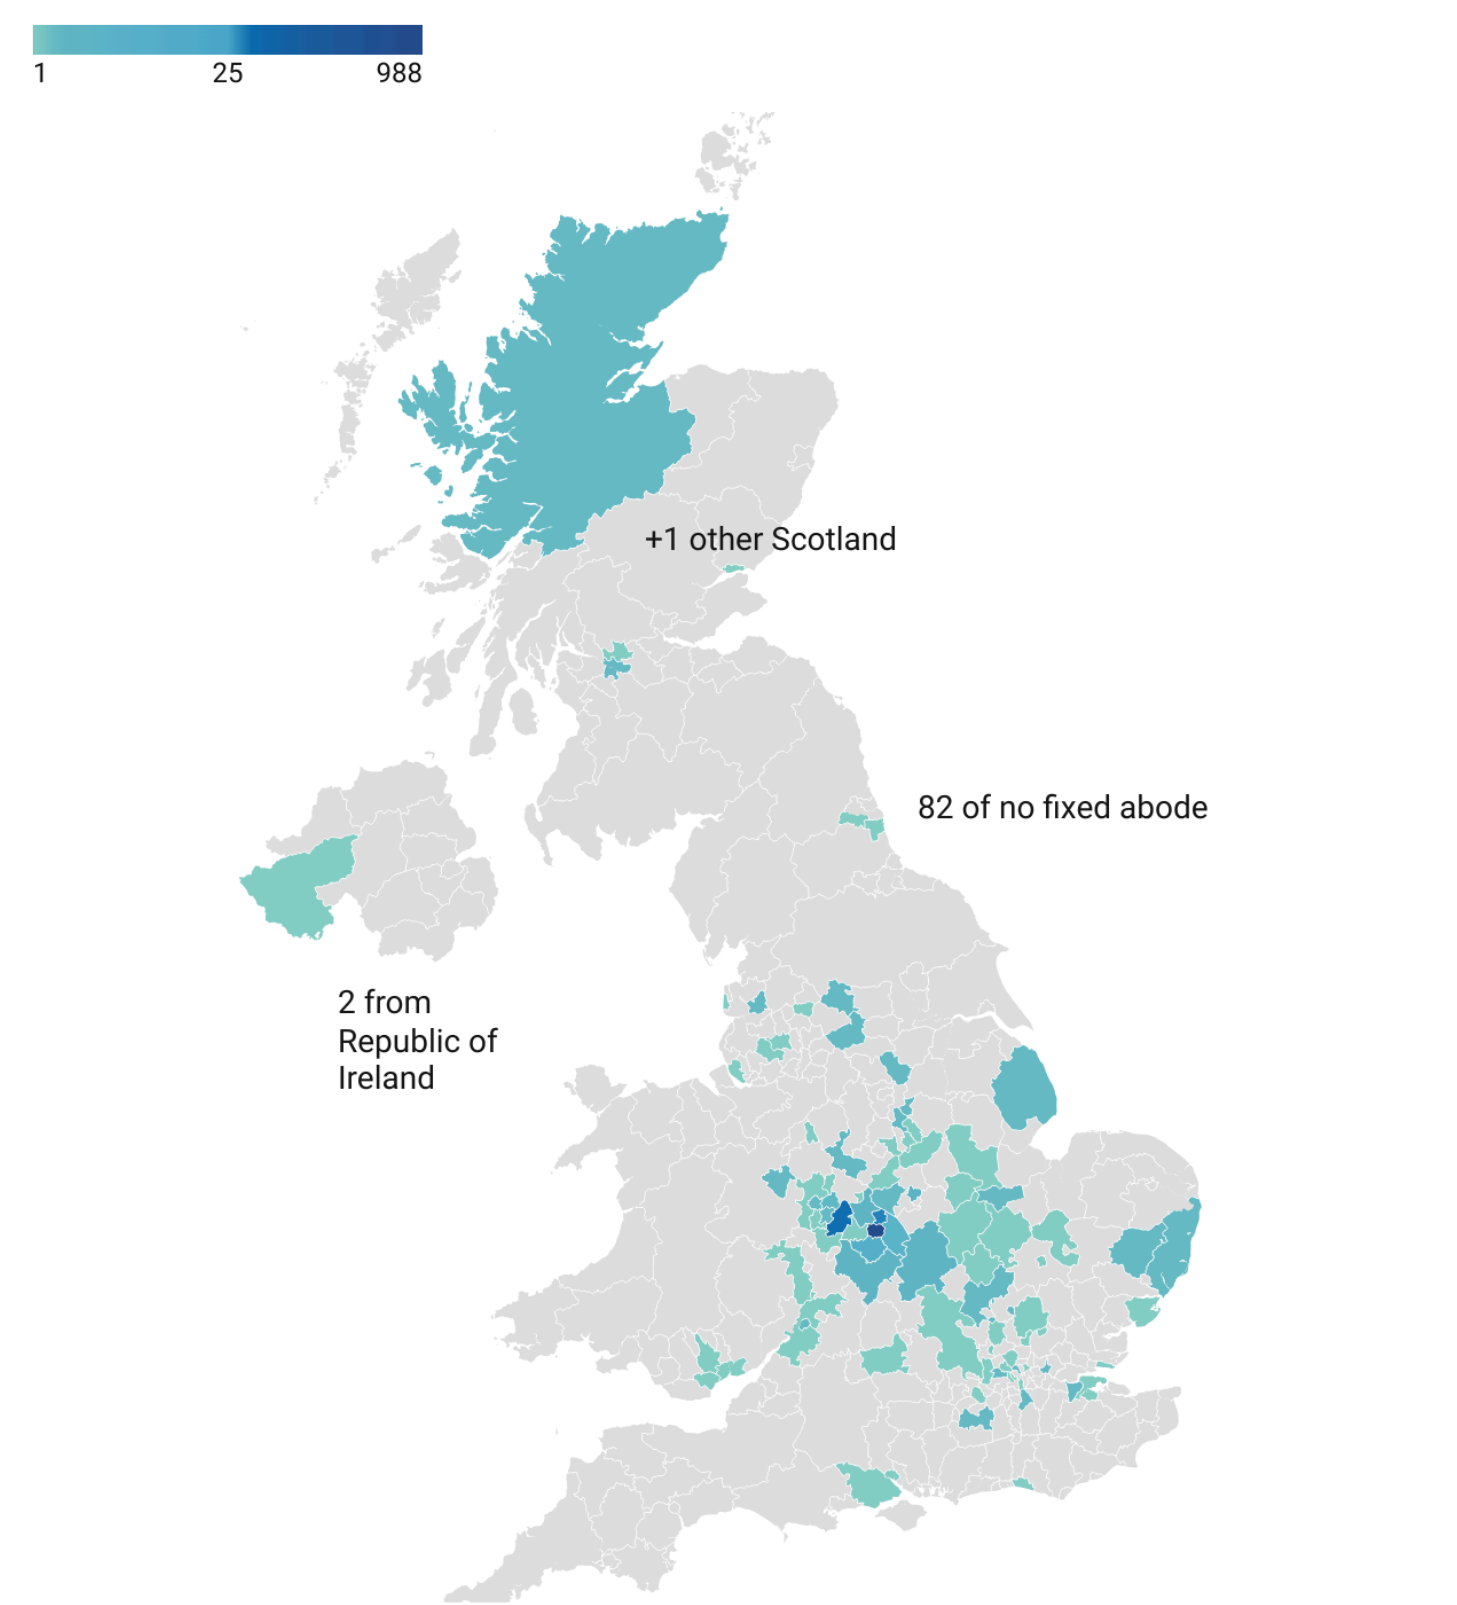 1 25 988
+1 other Scotland
82 of no fixed abode
2 from
Republic of
Ireland